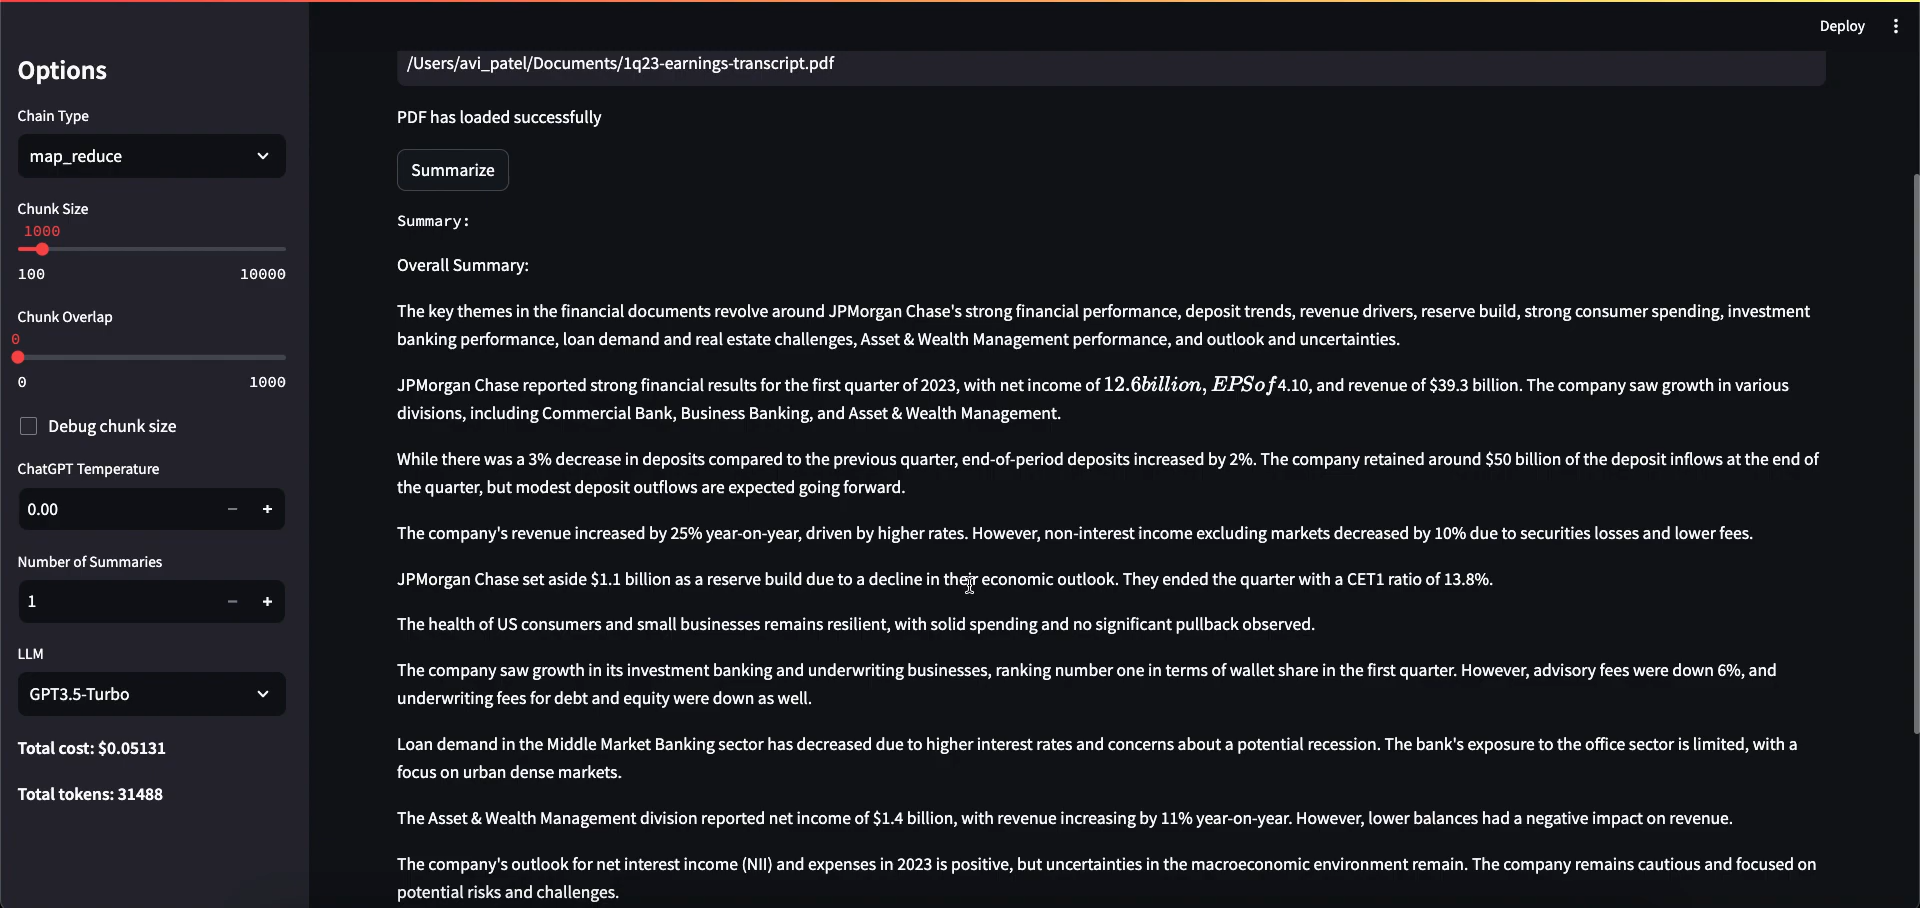 Deploy
Options
Chain Type
map_reduce
Chunk Size
1000
100 10000
Chunk Overlap
0
0 1000
Debug chunk size
ChatGPT Temperature
0.00
Number of Summaries
1
LLM
GPT3.5-Turbo
Total cost: $0.05131
Total tokens: 31488
/Users/avi_patel/Documents/1q23-earnings-transcript.pdf
PDF has loaded successfully
Summarize
Summary:
Overall Summary:
The key themes in the financial documents revolve around JPMorgan Chase's strong financial performance, deposit trends, revenue drivers, reserve build, strong consumer spending, investment
banking performance, loan demand and real estate challenges, Asset & Wealth Management performance, and outlook and uncertainties.
JPMorgan Chase reported strong financial results for the first quarter of 2023, with net income of 12.6billion, EPSof4.10, and revenue of $39.3 billion. The company saw growth in various
divisions, including Commercial Bank, Business Banking, and Asset & Wealth Management.
While there was a 3% decrease in deposits compared to the previous quarter, end-of-period deposits increased by 2%. The company retained around $50 billion of the deposit inflows at the end of
the quarter, but modest deposit outflows are expected going forward.
The company's revenue increased by 25% year-on-year, driven by higher rates. However, non-interest income excluding markets decreased by 10% due to securities losses and lower fees.
JPMorgan Chase set aside $1.1 billion as a reserve build due to a decline in their economic outlook. They ended the quarter with a CET1 ratio of 13.8%.
The health of US consumers and small businesses remains resilient, with solid spending and no significant pullback observed.
The company saw growth in its investment banking and underwriting businesses, ranking number one in terms of wallet share in the first quarter. However, advisory fees were down 6%, and
underwriting fees for debt and equity were down as well.
Loan demand in the Middle Market Banking sector has decreased due to higher interest rates and concerns about a potential recession. The bank's exposure to the office sector is limited, with a
focus on urban dense markets.
The Asset & Wealth Management division reported net income of $1.4 billion, with revenue increasing by 11% year-on-year. However, lower balances had a negative impact on revenue.
The company's outlook for net interest income (NII) and expenses in 2023 is positive, but uncertainties in the macroeconomic environment remain. The company remains cautious and focused on
potential risks and challenges.